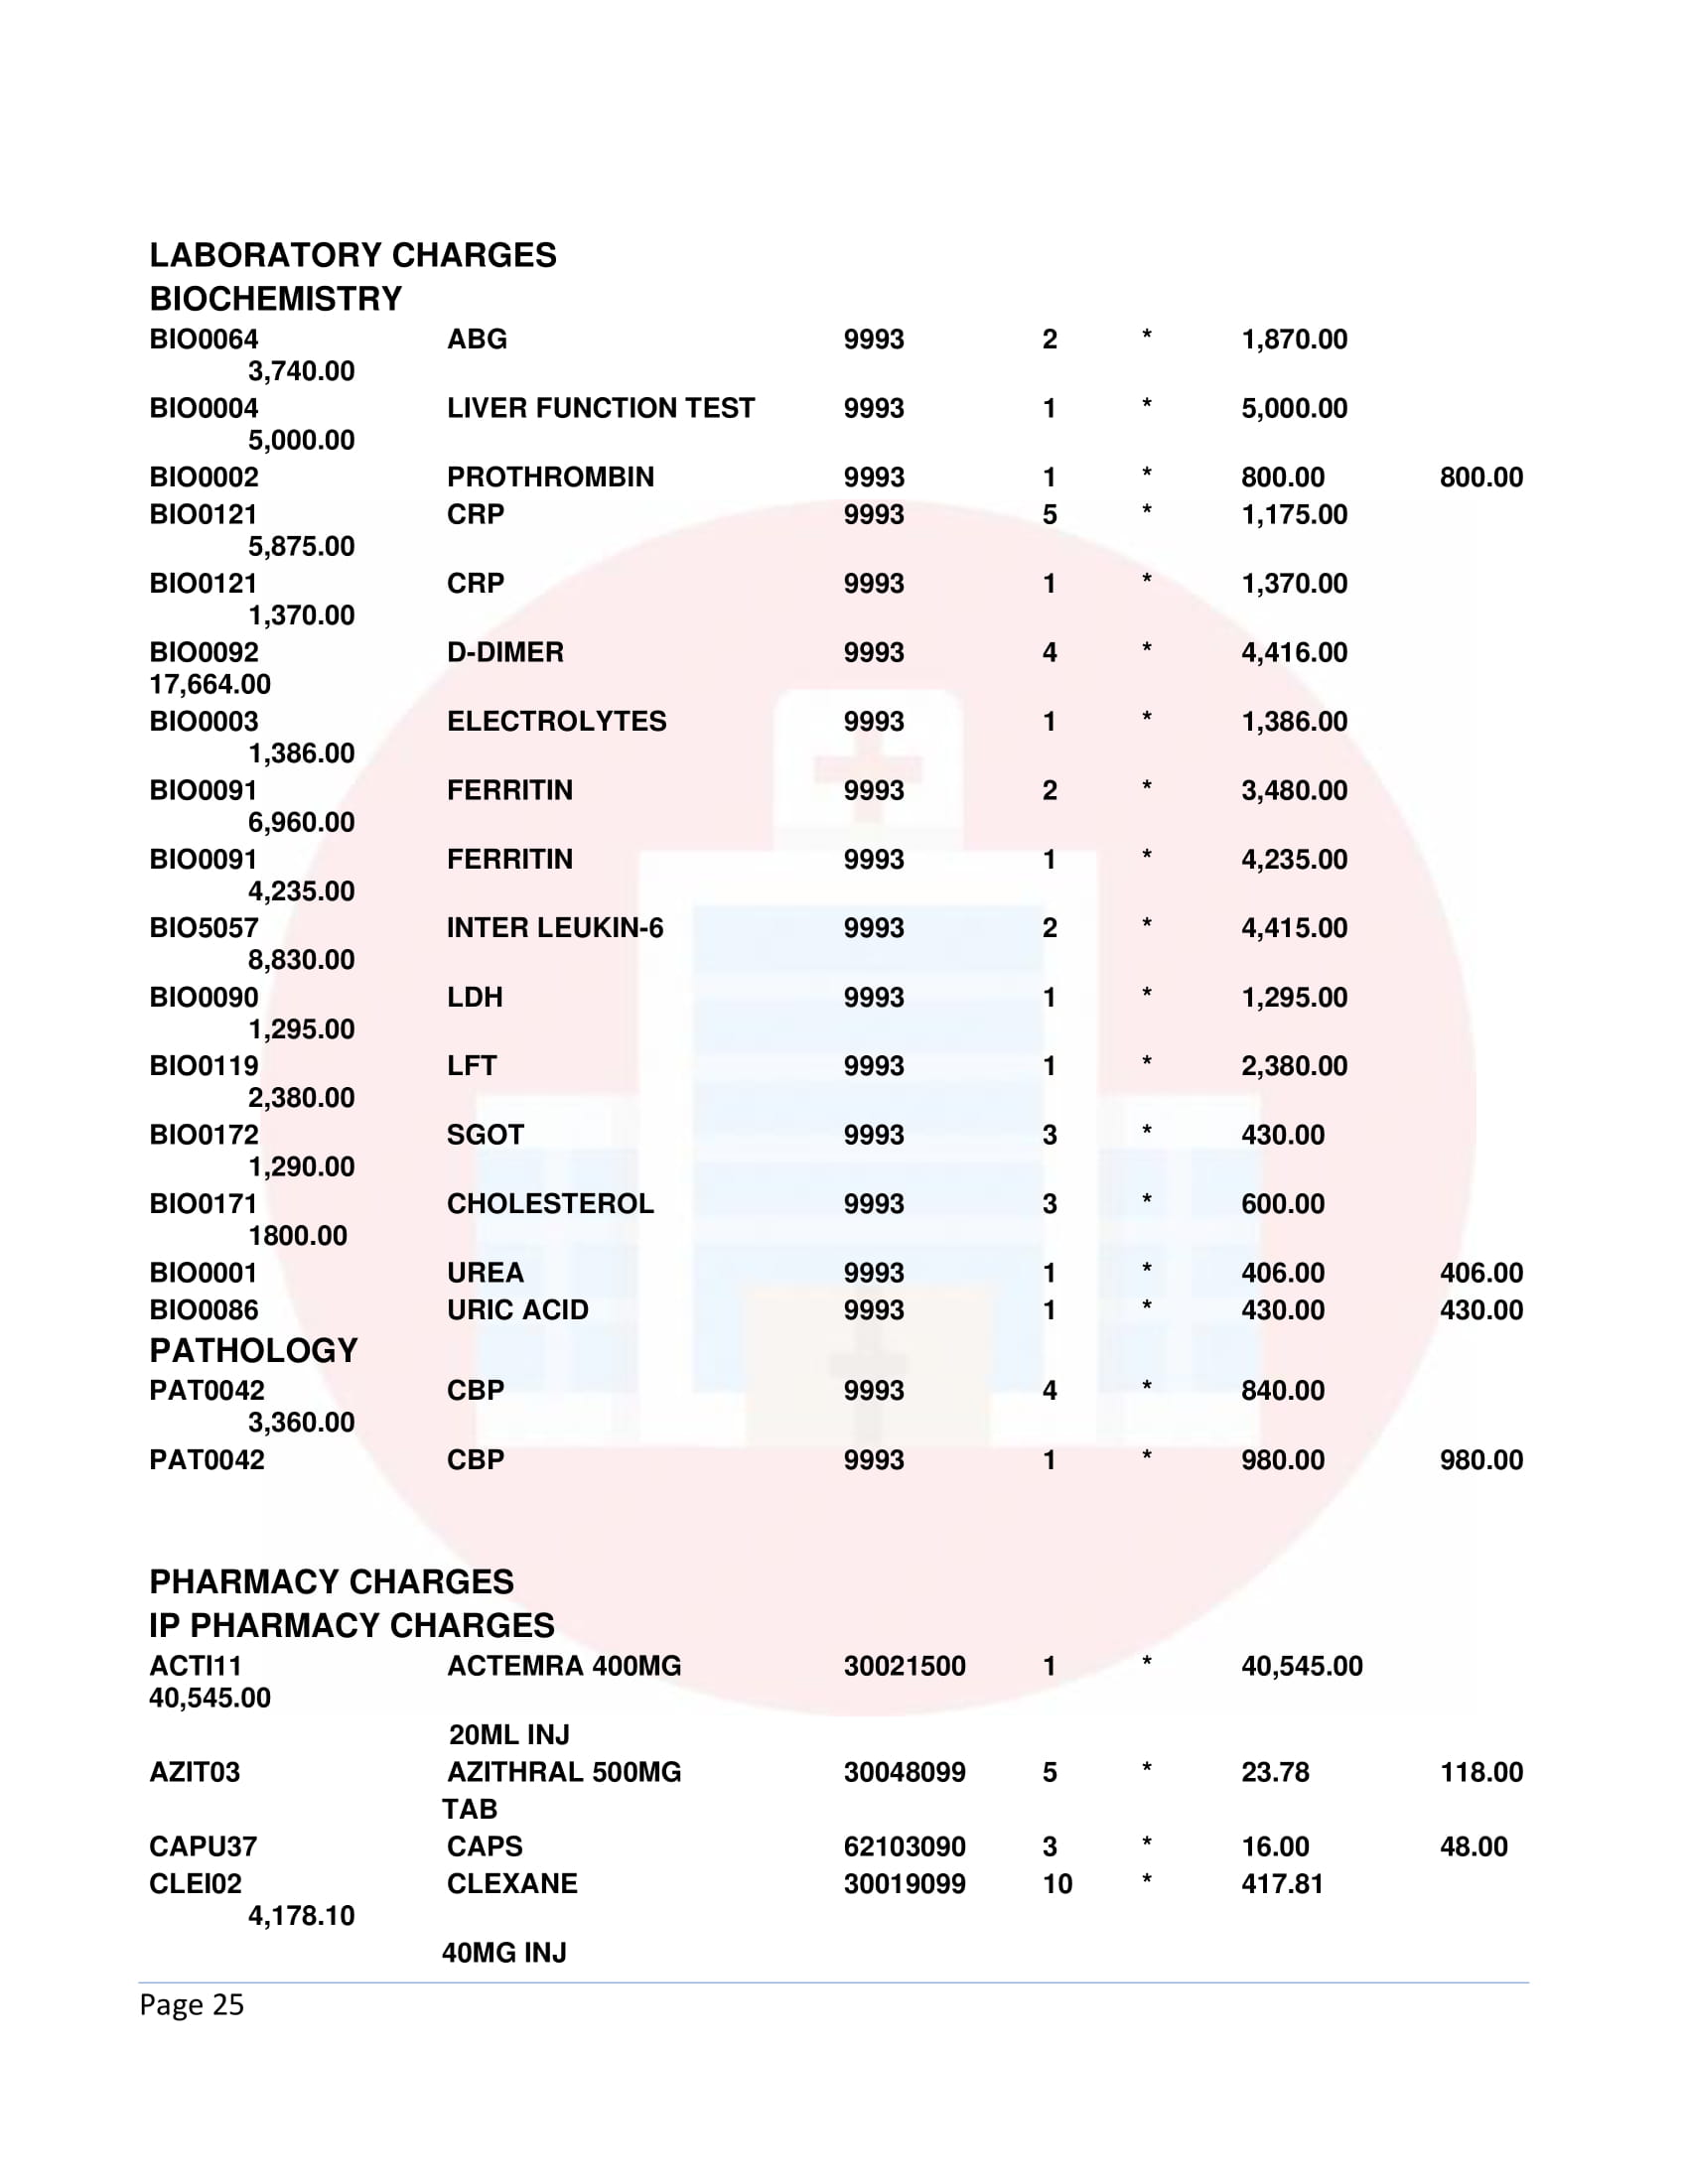 LABORATORY CHARGES
BIOCHEMISTRY
BIO0064 ABG 9993 2 * 1,870.00
3,740.00
BIO0004 LIVER FUNCTION TEST 9993 1 * 5,000.00
5,000.00
BIO0002 PROTHROMBIN 9993 1 * 800.00 800.00
BIO0121 CRP 9993 5 * 1,175.00
5,875.00
BIO0121 CRP 9993 1 * 1,370.00
1,370.00
BIO0092 D-DIMER 9993 4 * 4,416.00
17,664.00
BIO0003 ELECTROLYTES 9993 1 * 1,386.00
1,386.00
BIO0091 FERRITIN 9993 2 * 3,480.00
6,960.00
BIO0091 FERRITIN 9993 1 * 4,235.00
4,235.00
BIO5057 INTER LEUKIN-6 9993 2 * 4,415.00
8,830.00
BIO0090 LDH 9993 1 * 1,295.00
1,295.00
BIO0119 LFT 9993 1 * 2,380.00
2,380.00
BIO0172 SGOT 9993 3 * 430.00
1,290.00
BIO0171 CHOLESTEROL 9993 3 * 600.00
1800.00
BIO0001 UREA 9993 1 * 406.00 406.00
BIO0086 URIC ACID 9993 1 * 430.00 430.00
PATHOLOGY
PAT0042 CBP 9993 4 * 840.00
3,360.00
PAT0042 CBP 9993 1 * 980.00 980.00
PHARMACY CHARGES
IP PHARMACY CHARGES
ACTI11 ACTEMRA 400MG 30021500 1 * 40,545.00
40,545.00
20ML INJ
AZIT03 AZITHRAL 500MG 30048099 5 * 23.78 118.00
TAB
CAPU37 CAPS 62103090 3 * 16.00 48.00
CLEI02 CLEXANE 30019099 10 * 417.81
4,178.10
40MG INJ
Page 25